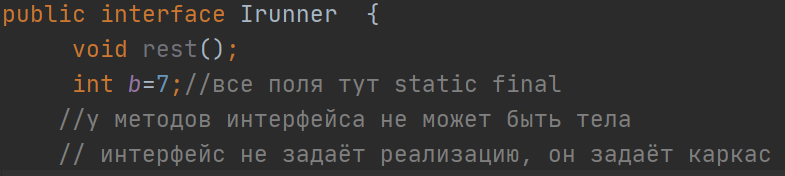 public interface Irunner  {
void rest();
int b=7;//все поля тут static final
//у методов интерфейса не может быть тела
// интерфейс не задаёт реализацию, он задаёт каркас